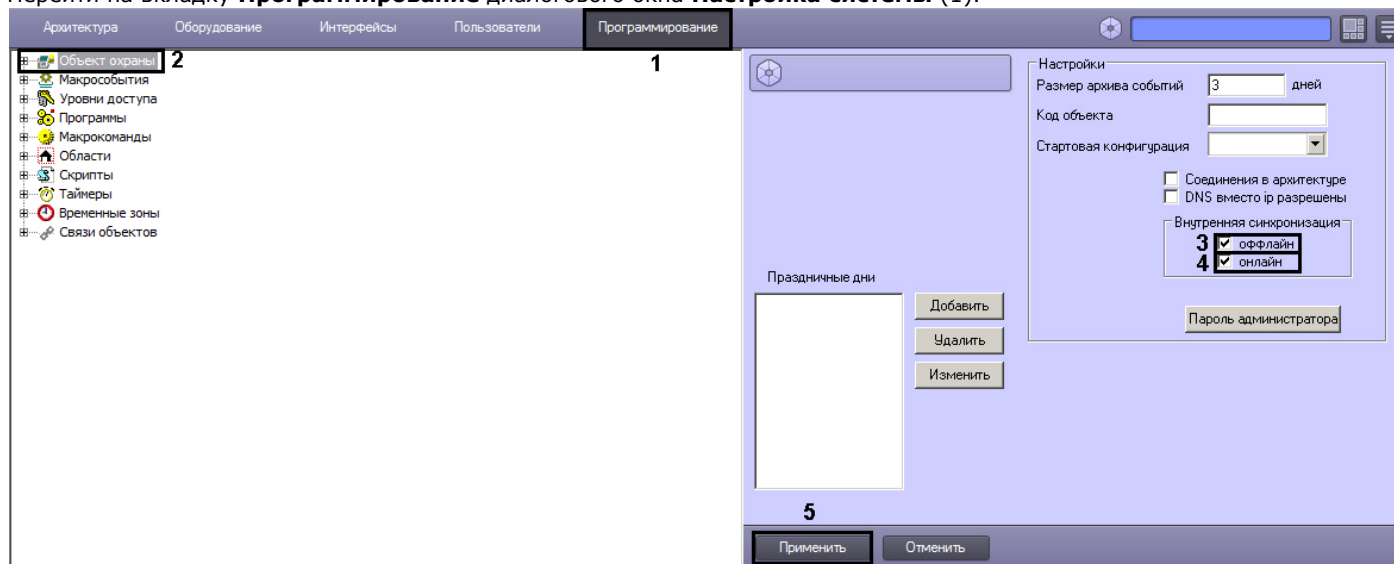 Перейти на вкладку Программирование диалогового окна Настройка системы (1).
Архитектура Оборудование Интерфейсы Пользователи Программирование
1
Объект охраны 2
Макрособытия
Уровни доступа
Программы
Макрокоманды
Области
Скрипты
Таймеры
Временные зоны
Связи объектов
Настройки
Размер архива событий 3 дней
Код объекта
Стартовая конфигурация
Соединения в архитектуре
DNS вместо ip разрешены
Внутренняя синхронизация
3 оффлайн
4 онлайн
Пароль администратора
Праздничные дни
Добавить
Удалить
Изменить
5
Применить Отменить